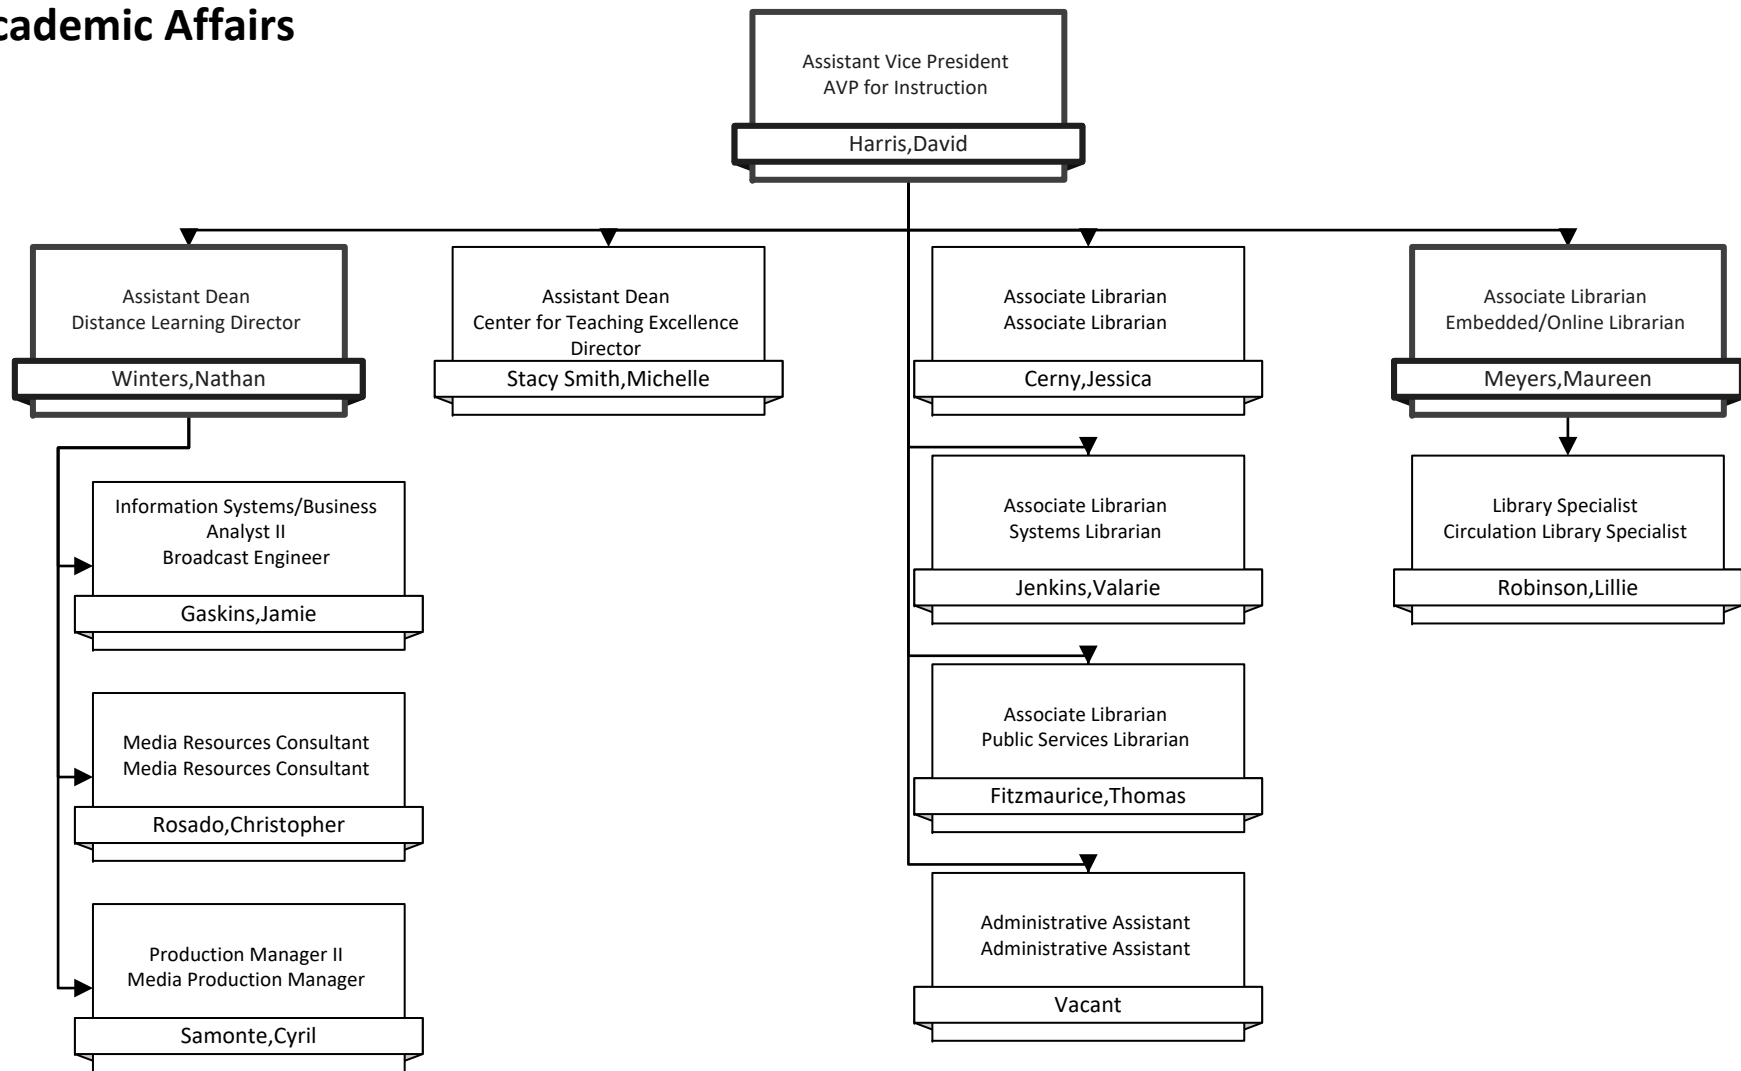 cademic Affairs
Assistant Vice President
AVP for Instruction
Harris,David
Assistant Dean
Distance Learning Director
Winters,Nathan
Assistant Dean
Center for Teaching Excellence
Director
Stacy Smith,Michelle
Associate Librarian
Associate Librarian
Cerny,Jessica
Associate Librarian
Embedded/Online Librarian
Meyers,Maureen
Information Systems/Business
Analyst II
Broadcast Engineer
Gaskins,Jamie
Associate Librarian
Systems Librarian
Jenkins,Valarie
Library Specialist
Circulation Library Specialist
Robinson,Lillie
Media Resources Consultant
Media Resources Consultant
Rosado,Christopher
Associate Librarian
Public Services Librarian
Fitzmaurice,Thomas
Production Manager II
Media Production Manager
Samonte,Cyril
Administrative Assistant
Administrative Assistant
Vacant